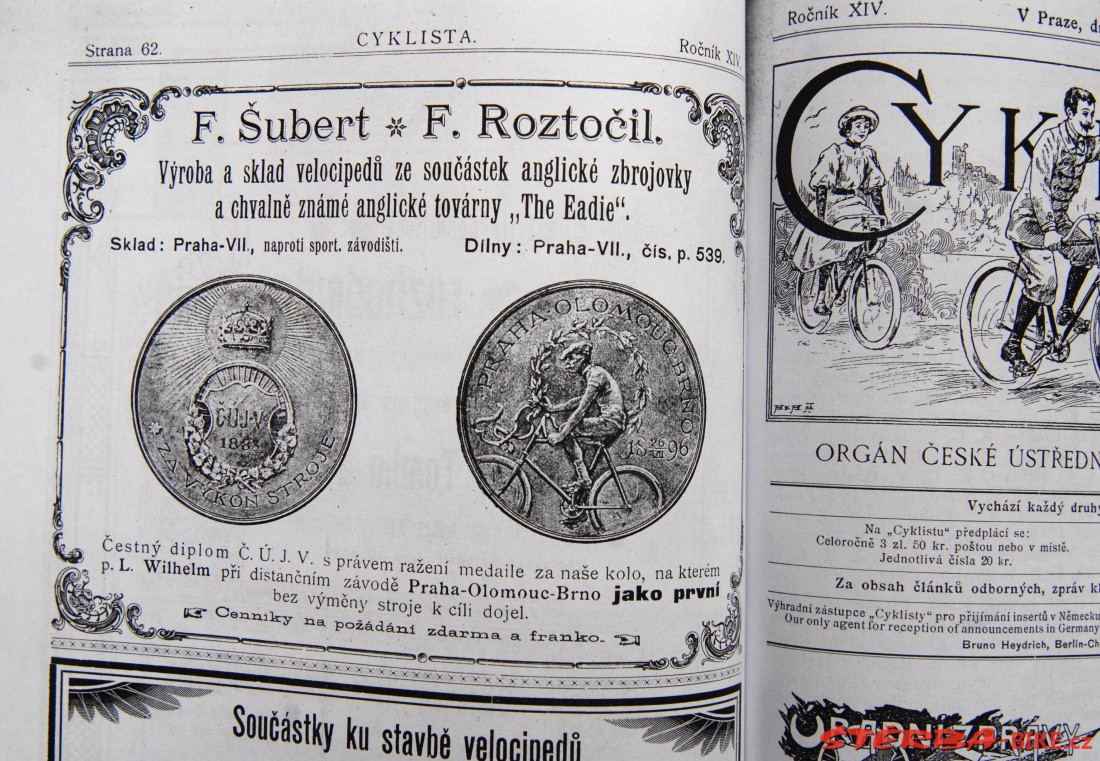 Strana 62.
CYKLISTA.
Ročník XIV.
F. Šubert * F. Roztočil.
Výroba a sklad velocipedů ze součástek anglické zbrojovky
a chvalně známé anglické továrny „The Eadie“.
Sklad: Praha-VII., naproti sport. závodišti.
Dílny: Praha-VII., čís. p. 539.
Č.Ú.J.V.
ZA VÝKON STROJE
PRAHA-OLOMOUC-BRNO
18 26/VII 96
Čestný diplom Č. Ú. J. V. s právem ražení medaile za naše kolo, na kterém
p. L. Wilhelm při distančním závodě Praha-Olomouc-Brno jako první
bez výměny stroje k cíli dojel.
Cenníky na požádání zdarma a franko.
Součástky ku stavbě velocipedů
Ročník XIV.
V Praze,
CYK
ORGÁN ČESKÉ ÚSTŘEDN
Vychází každý druhý
Na „Cyklistu“ předplácí se:
Celoročně 3 zl. 50 kr. poštou nebo v místě.
Jednotlivá čísla 20 kr.
Za obsah článků odborných, zpráv kl
Výhradní zástupce „Cyklisty“ pro přijímání insertů v Německu
Our only agent for reception of announcements in Germany
Bruno Heydrich, Berlin-Ch
STERBA-BIKE.cz